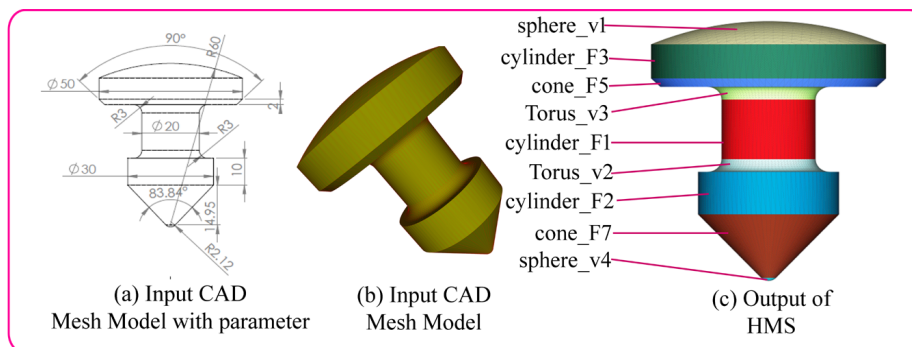 90°
R60
Ø50
2
R3
Ø20
R3
Ø30
10
83.84°
14.95
R2.12
(a) Input CAD
Mesh Model with parameter
(b) Input CAD
Mesh Model
sphere_v1
cylinder_F3
cone_F5
Torus_v3
cylinder_F1
Torus_v2
cylinder_F2
cone_F7
sphere_v4
(c) Output of
HMS